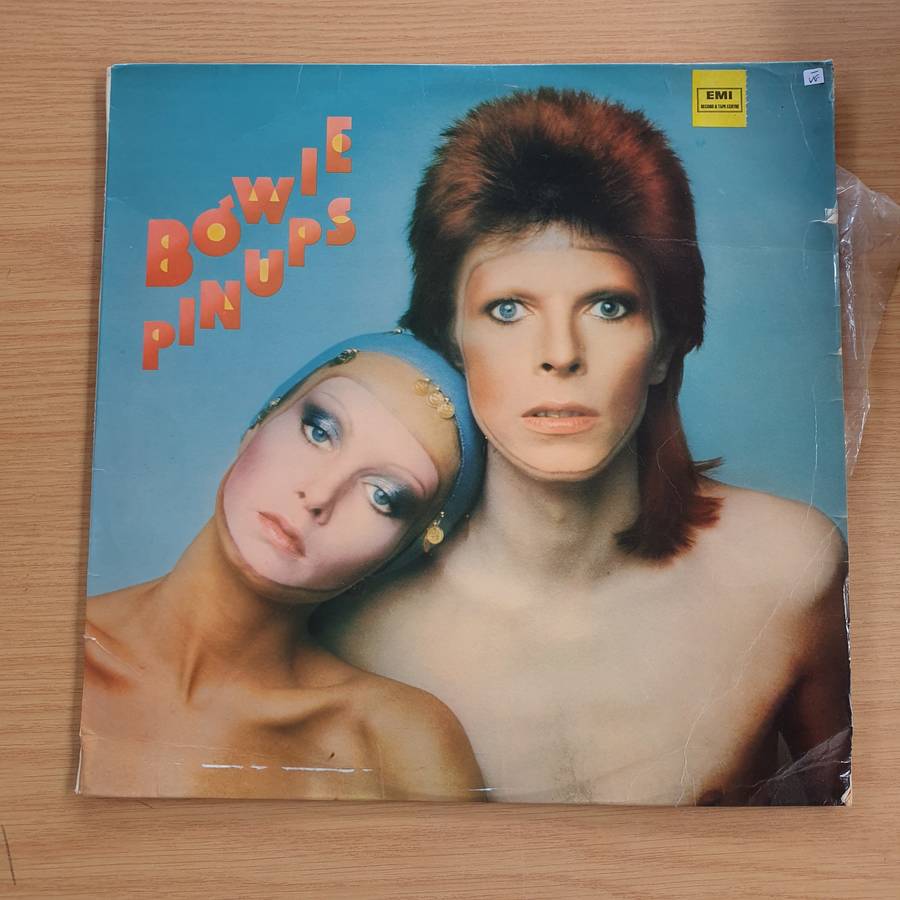 BOWIE
PINUPS
EMI
RECORD & TAPE CENTRE